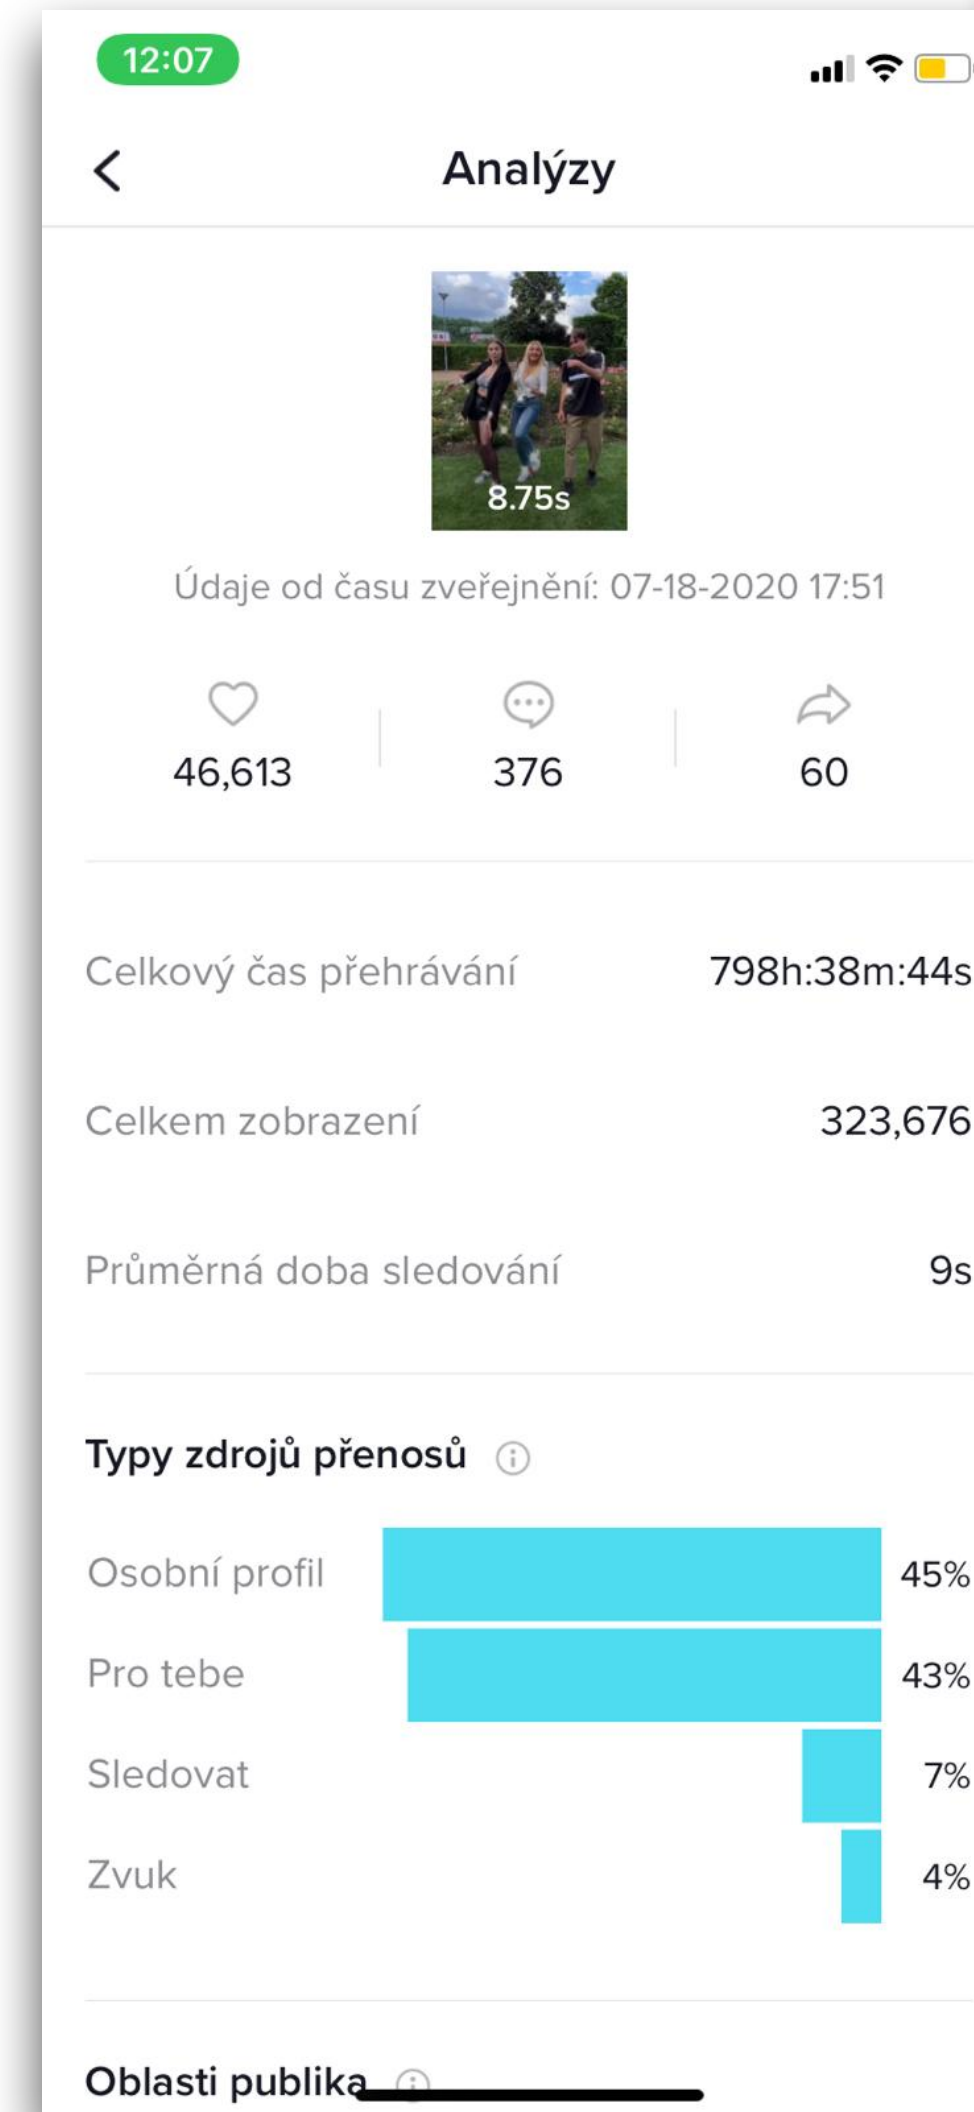 12:07
Analýzy
8.75s
Údaje od času zveřejnění: 07-18-2020 17:51
46,613 376 60
Celkový čas přehrávání 798h:38m:44s
Celkem zobrazení 323,676
Průměrná doba sledování 9s
Typy zdrojů přenosů
Osobní profil 45%
Pro tebe 43%
Sledovat 7%
Zvuk 4%
Oblasti publika